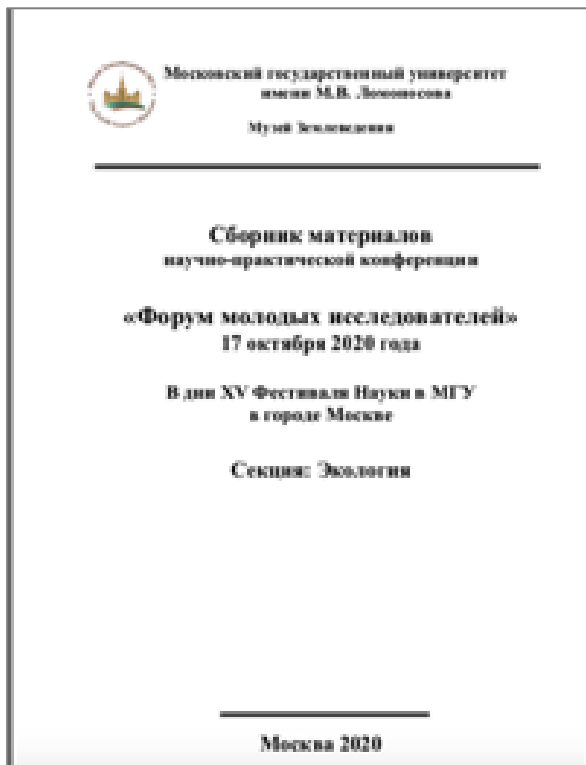 Московский государственный университет
имени М.В. Ломоносова
Музей Землеведения
Сборник материалов
научно-практической конференции
«Форум молодых исследователей»
17 октября 2020 года
В дни XV Фестиваля Науки в МГУ
в городе Москве
Секция: Экология
Москва 2020